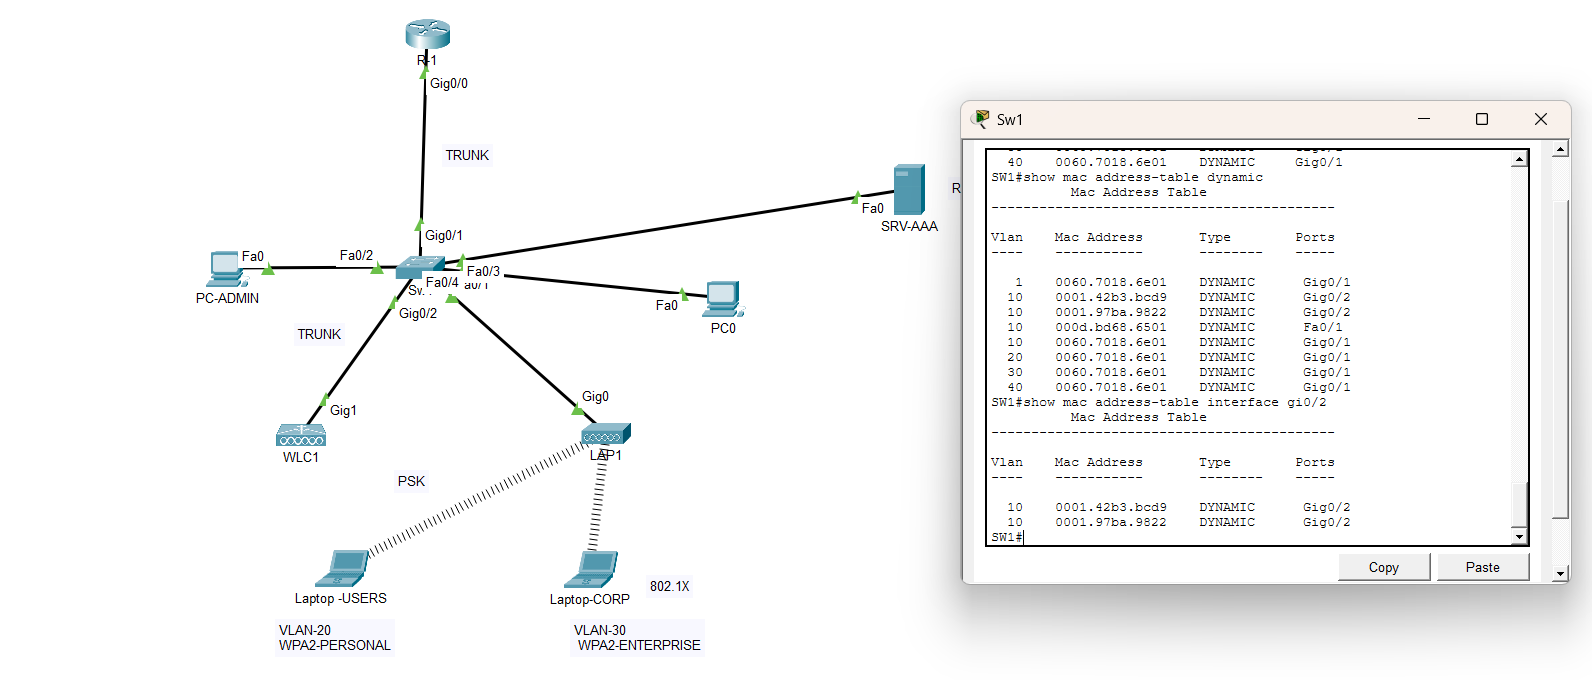 R-1
Gig0/0
TRUNK
Gig0/1
Fa0
SRV-AAA
R
Fa0
PC-ADMIN
Fa0/2
Fa0/3
Fa0/4
a0/1
Sw
Gig0/2
TRUNK
Fa0
PC0
Gig1
WLC1
Gig0
LAP1
PSK
Laptop -USERS
VLAN-20
WPA2-PERSONAL
Laptop-CORP
802.1X
VLAN-30
WPA2-ENTERPRISE
Sw1
40 0060.7018.6e01 DYNAMIC Gig0/1
SW1#show mac address-table dynamic
Mac Address Table
-------------------------------------------
Vlan Mac Address Type Ports
---- ----------- -------- -----
1 0060.7018.6e01 DYNAMIC Gig0/1
10 0001.42b3.bcd9 DYNAMIC Gig0/2
10 0001.97ba.9822 DYNAMIC Gig0/2
10 000d.bd68.6501 DYNAMIC Fa0/1
10 0060.7018.6e01 DYNAMIC Gig0/1
20 0060.7018.6e01 DYNAMIC Gig0/1
30 0060.7018.6e01 DYNAMIC Gig0/1
40 0060.7018.6e01 DYNAMIC Gig0/1
SW1#show mac address-table interface gi0/2
Mac Address Table
-------------------------------------------
Vlan Mac Address Type Ports
---- ----------- -------- -----
10 0001.42b3.bcd9 DYNAMIC Gig0/2
10 0001.97ba.9822 DYNAMIC Gig0/2
SW1#
Copy
Paste